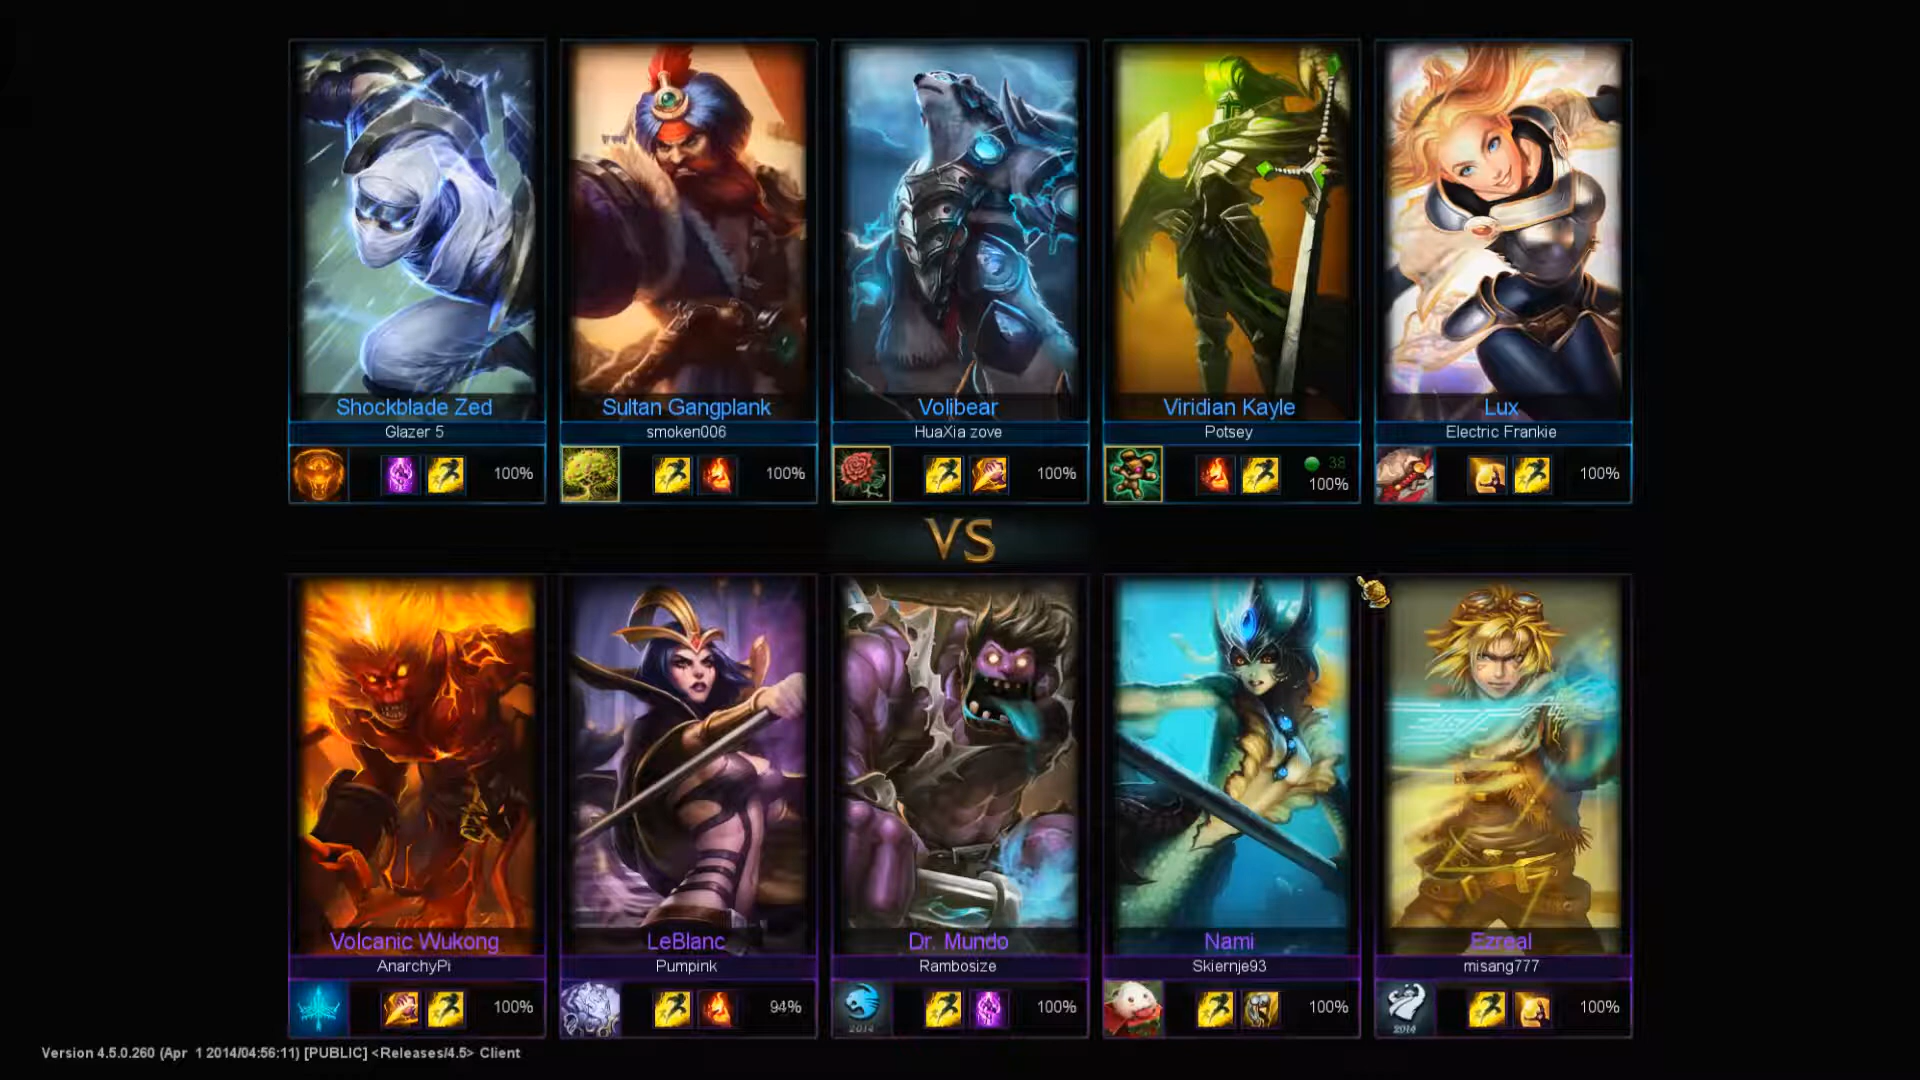 Shockblade Zed
Glazer 5
100%
Sultan Gangplank
smoken006
100%
Volibear
HuaXia zove
100%
Viridian Kayle
Potsey
38
100%
Lux
Electric Frankie
100%
VS
Volcanic Wukong
AnarchyPi
100%
LeBlanc
Pumpink
94%
Dr. Mundo
Rambosize
2014
100%
Nami
Skiernje93
100%
Ezreal
misang777
2014
100%
Version 4.5.0.260 (Apr 1 2014/04:56:11) [PUBLIC] <Releases/4.5> Client